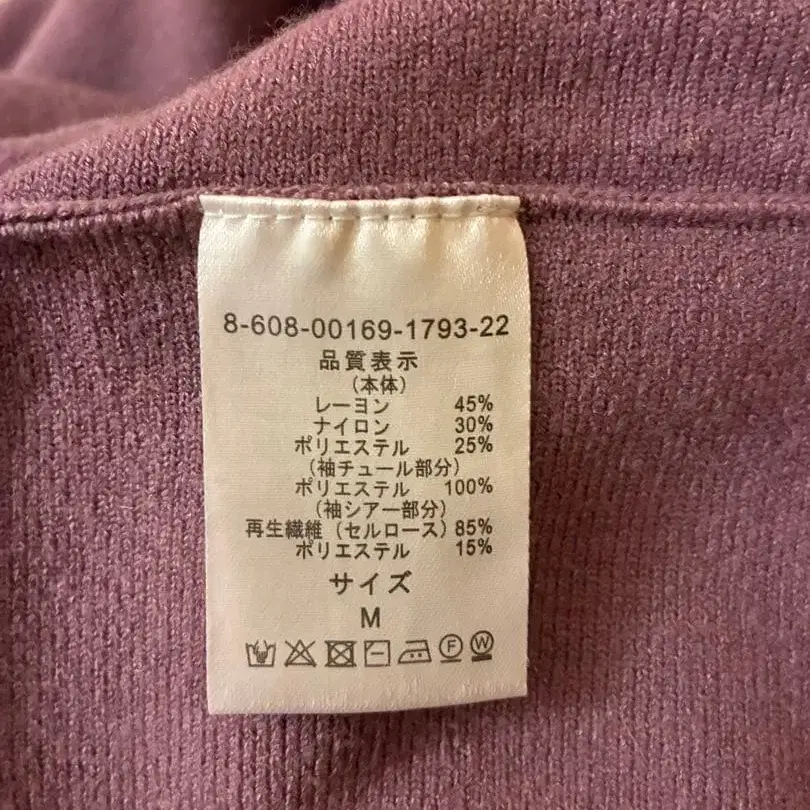 8-608-00169-1793-22
品質表示
(本体)
レーヨン 45%
ナイロン 30%
ポリエステル 25%
(袖チュール部分)
ポリエステル 100%
(袖シアー部分)
再生繊維(セルロース)85%
ポリエステル 15%
サイズ
M
F W